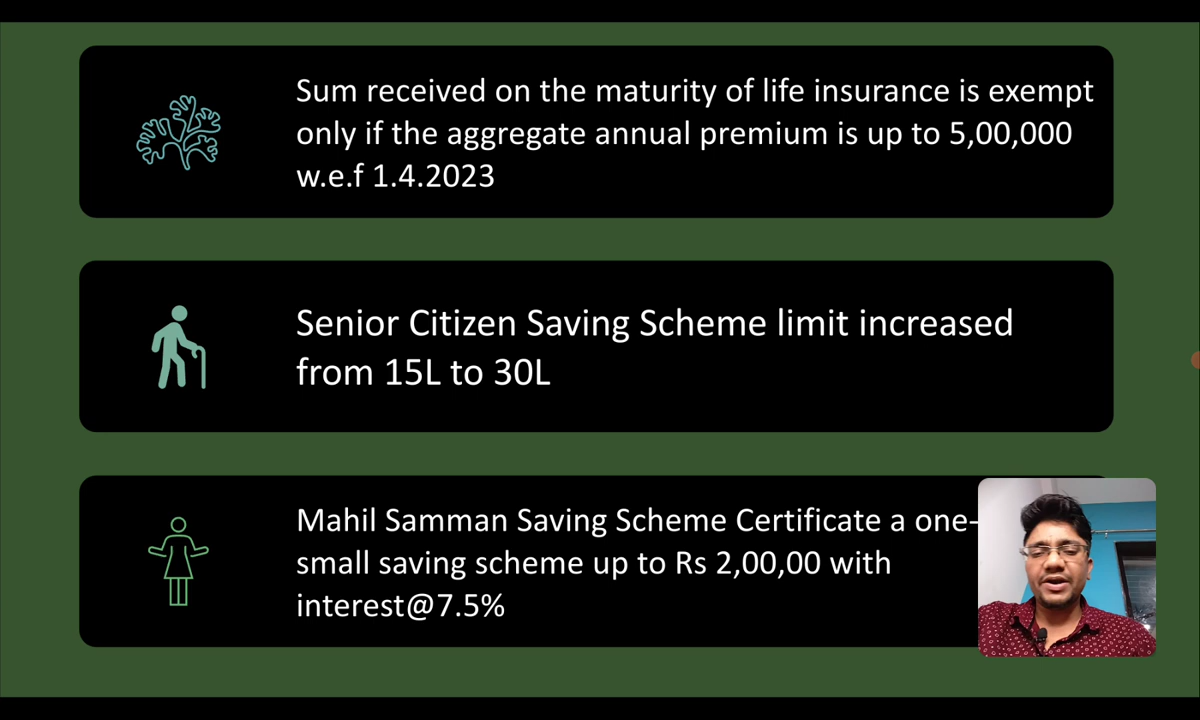 Sum received on the maturity of life insurance is exempt
only if the aggregate annual premium is up to 5,00,000
w.e.f 1.4.2023
Senior Citizen Saving Scheme limit increased
from 15L to 30L
Mahil Samman Saving Scheme Certificate a one-
small saving scheme up to Rs 2,00,00 with
interest@7.5%